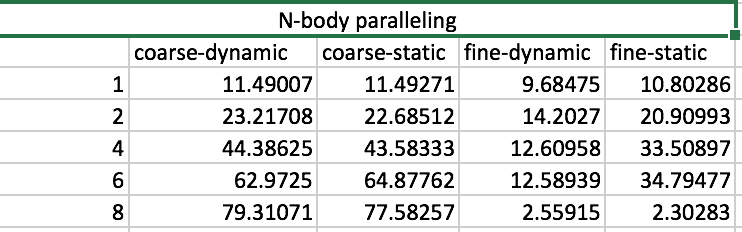 N-body paralleling
coarse-dynamic coarse-static fine-dynamic fine-static
1 11.49007 11.49271 9.68475 10.80286
2 23.21708 22.68512 14.2027 20.90993
4 44.38625 43.58333 12.60958 33.50897
6 62.9725 64.87762 12.58939 34.79477
8 79.31071 77.58257 2.55915 2.30283